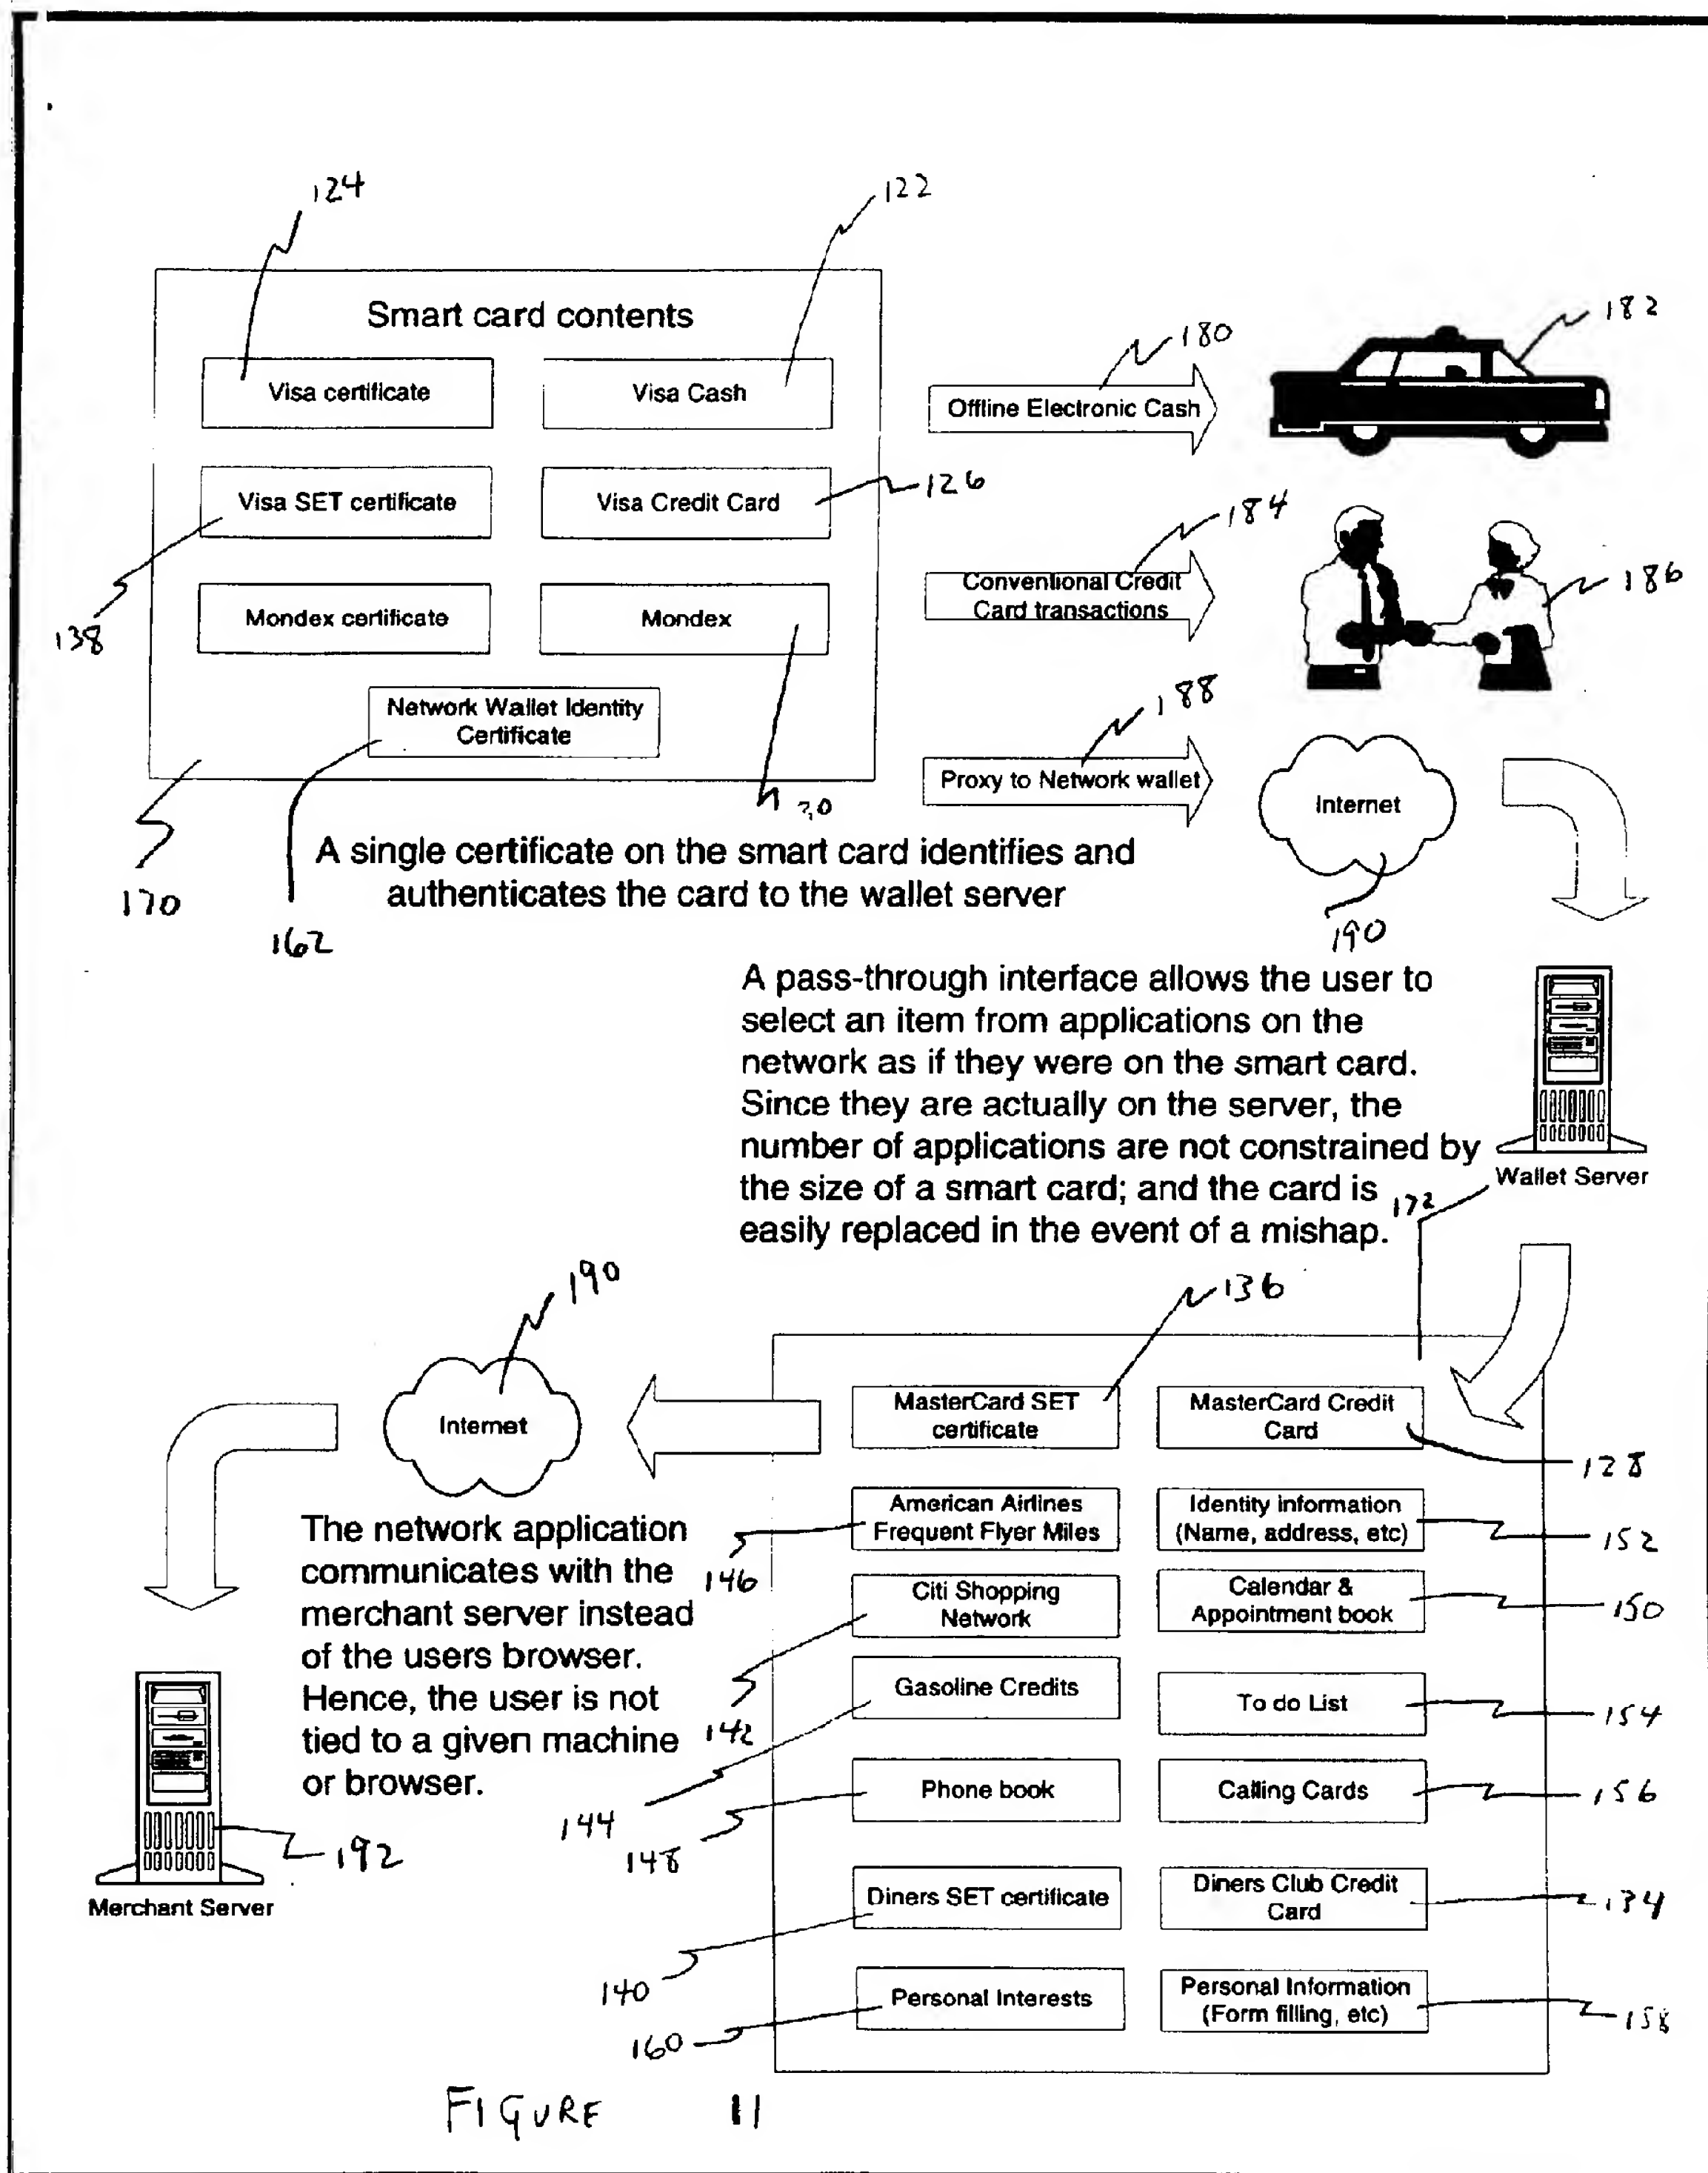 124
122
Smart card contents
182
180
Visa certificate
Visa Cash
Offline Electronic Cash
126
Visa SET certificate
Visa Credit Card
184
Conventional Credit
Card transactions
186
138
Mondex certificate
Mondex
188
Network Wallet Identity
Certificate
Proxy to Network wallet
Internet
170
162
190
A single certificate on the smart card identifies and
authenticates the card to the wallet server
A pass-through interface allows the user to
select an item from applications on the
network as if they were on the smart card.
Since they are actually on the server, the
number of applications are not constrained by
the size of a smart card; and the card is
easily replaced in the event of a mishap.
172
Wallet Server
190
136
Internet
MasterCard SET
certificate
MasterCard Credit
Card
128
American Airlines
Frequent Flyer Miles
Identity information
(Name, address, etc)
152
146
Citi Shopping
Network
Calendar &
Appointment book
150
The network application
communicates with the
merchant server instead
of the users browser.
Hence, the user is not
tied to a given machine
or browser.
142
Gasoline Credits
To do List
154
144
Phone book
Calling Cards
156
148
192
Merchant Server
Diners SET certificate
Diners Club Credit
Card
134
140
Personal Interests
Personal Information
(Form filling, etc)
158
160
FIGURE 11